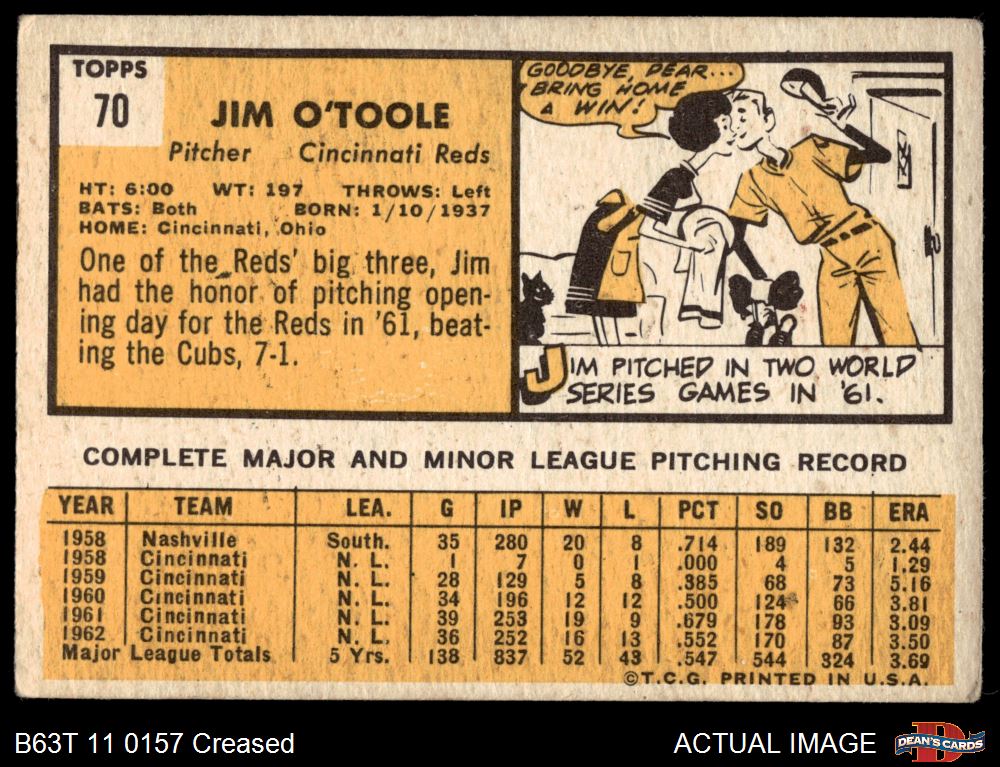 TOPPS
70
JIM O'TOOLE
Pitcher Cincinnati Reds
HT: 6:00 WT: 197 THROWS: Left
BATS: Both BORN: 1/10/1937
HOME: Cincinnati, Ohio
One of the Reds' big three, Jim
had the honor of pitching open-
ing day for the Reds in '61, beat-
ing the Cubs, 7-1.
GOODBYE, DEAR...
BRING HOME
A WIN!
JIM PITCHED IN TWO WORLD
SERIES GAMES IN '61.
COMPLETE MAJOR AND MINOR LEAGUE PITCHING RECORD
YEAR TEAM LEA. G IP W L PCT SO BB ERA
1958 Nashville South. 35 280 20 8 .714 189 132 2.44
1958 Cincinnati N. L. 1 7 0 1 .000 4 5 1.29
1959 Cincinnati N. L. 28 129 5 8 .385 68 73 5.16
1960 Cincinnati N. L. 34 196 12 12 .500 124 66 3.81
1961 Cincinnati N. L. 39 253 19 9 .679 178 93 3.09
1962 Cincinnati N. L. 36 252 16 13 .552 170 87 3.50
Major League Totals 5 Yrs. 138 837 52 43 .547 544 324 3.69
©T.C.G. PRINTED IN U.S.A.
B63T 11 0157 Creased
ACTUAL IMAGE
D
DEAN'S CARDS